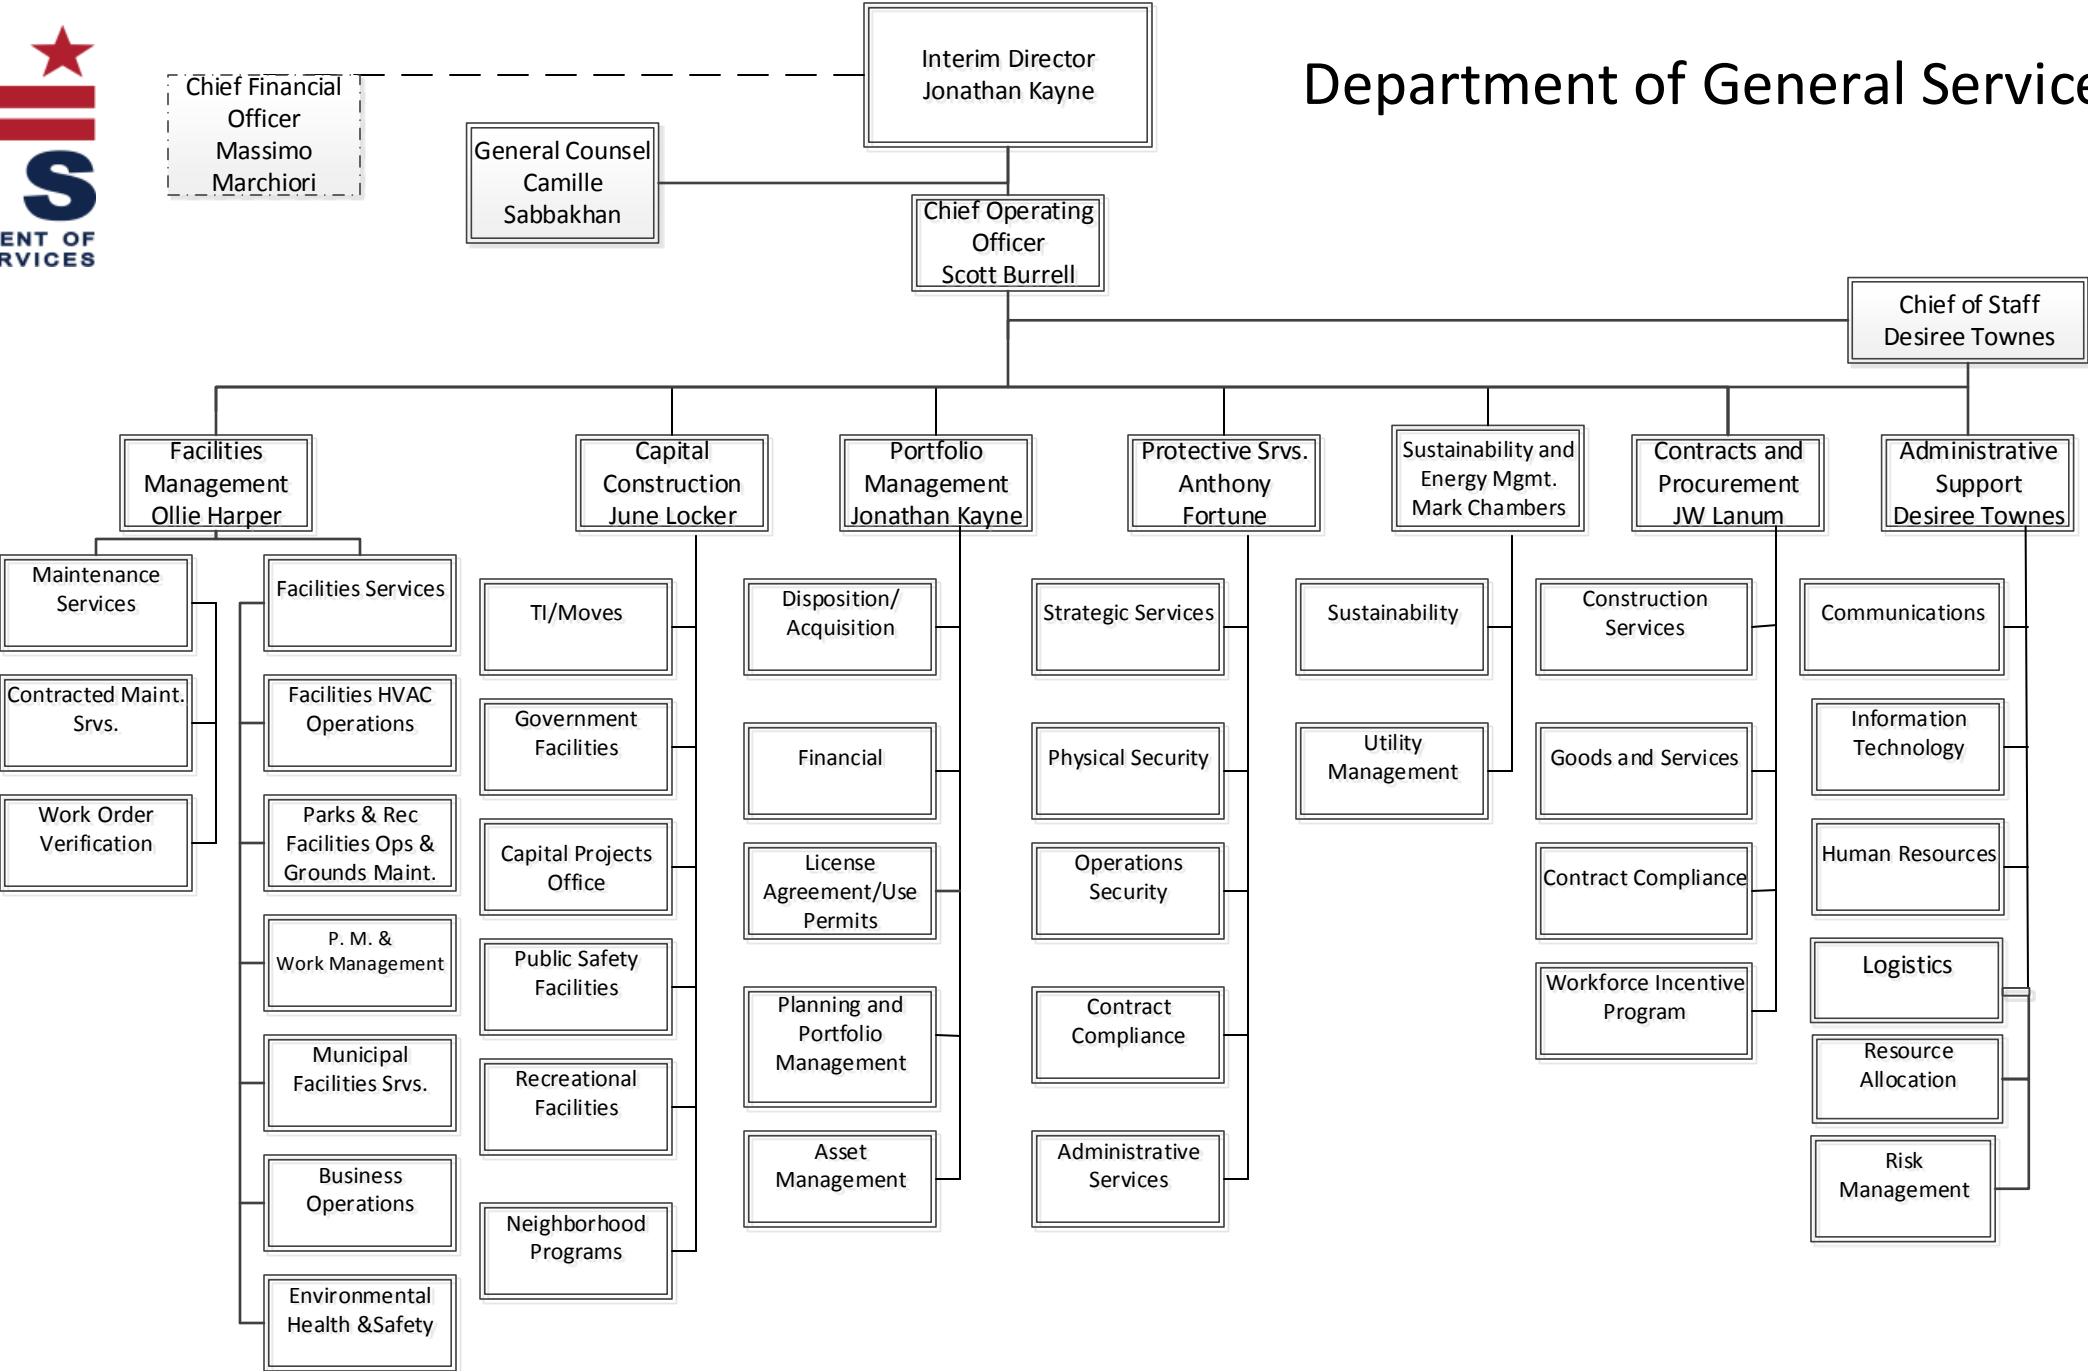 Department of General Service
ENT OF
RVICES
Interim Director
Jonathan Kayne
Chief Financial
Officer
Massimo
Marchiori
General Counsel
Camille
Sabbakhan
Chief Operating
Officer
Scott Burrell
Chief of Staff
Desiree Townes
Facilities
Management
Ollie Harper
Capital
Construction
June Locker
Portfolio
Management
Jonathan Kayne
Protective Srvs.
Anthony
Fortune
Sustainability and
Energy Mgmt.
Mark Chambers
Contracts and
Procurement
JW Lanum
Administrative
Support
Desiree Townes
Maintenance
Services
Contracted Maint.
Srvs.
Work Order
Verification
Facilities Services
Facilities HVAC
Operations
Parks & Rec
Facilities Ops &
Grounds Maint.
P. M. &
Work Management
Municipal
Facilities Srvs.
Business
Operations
Environmental
Health &Safety
TI/Moves
Government
Facilities
Capital Projects
Office
Public Safety
Facilities
Recreational
Facilities
Neighborhood
Programs
Disposition/
Acquisition
Financial
License
Agreement/Use
Permits
Planning and
Portfolio
Management
Asset
Management
Strategic Services
Physical Security
Operations
Security
Contract
Compliance
Administrative
Services
Sustainability
Utility
Management
Construction
Services
Goods and Services
Contract Compliance
Workforce Incentive
Program
Communications
Information
Technology
Human Resources
Logistics
Resource
Allocation
Risk
Management